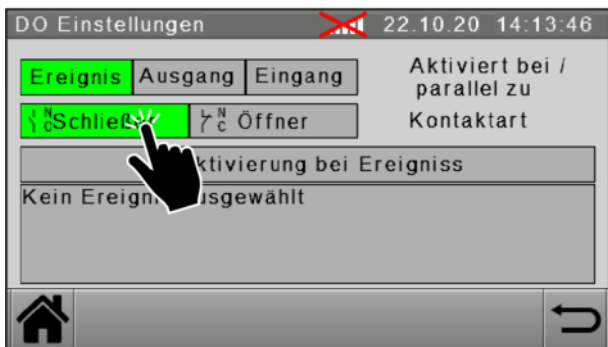 DO Einstellungen 22.10.20 14:13:46
Ereignis Ausgang Eingang Aktiviert bei /
parallel zu
N C N C Öffner Kontaktart
bei Ereigniss
Kein